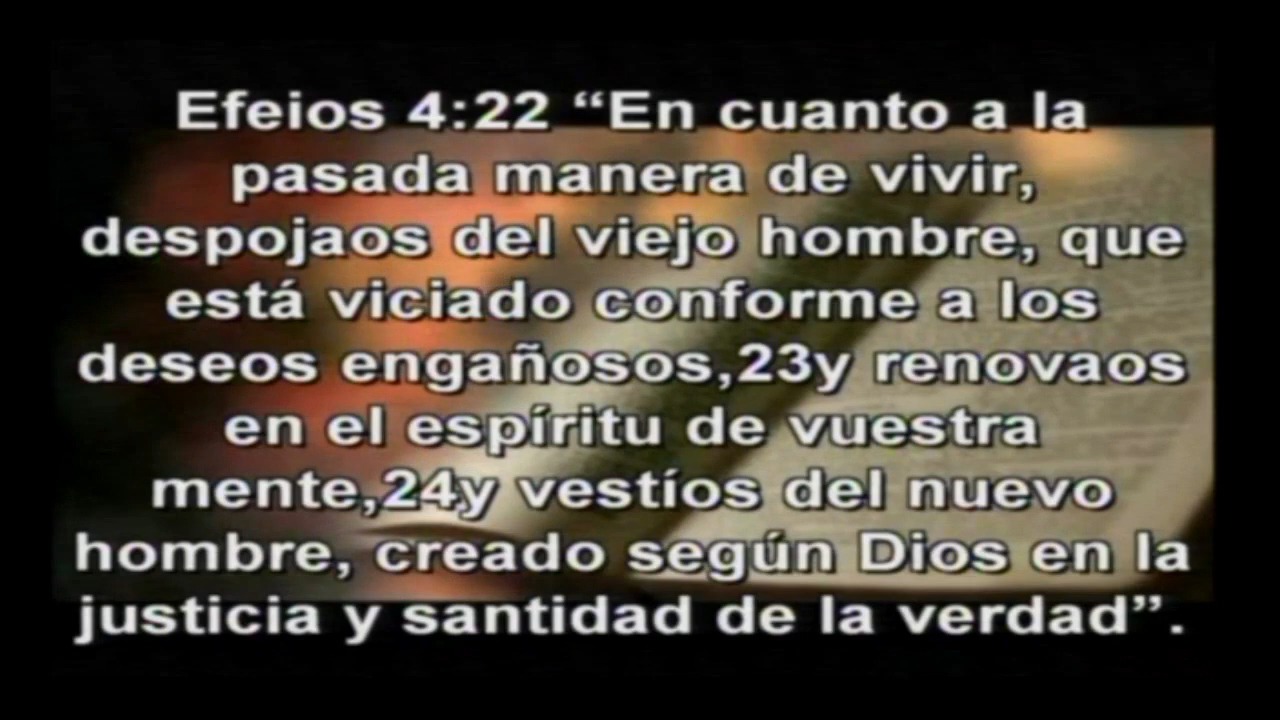 Efeios 4:22 “En cuanto a la
pasada manera de vivir,
despojaos del viejo hombre, que
está viciado conforme a los
deseos engañosos,23y renovaos
en el espíritu de vuestra
mente,24y vestíos del nuevo
hombre, creado según Dios en la
justicia y santidad de la verdad”.